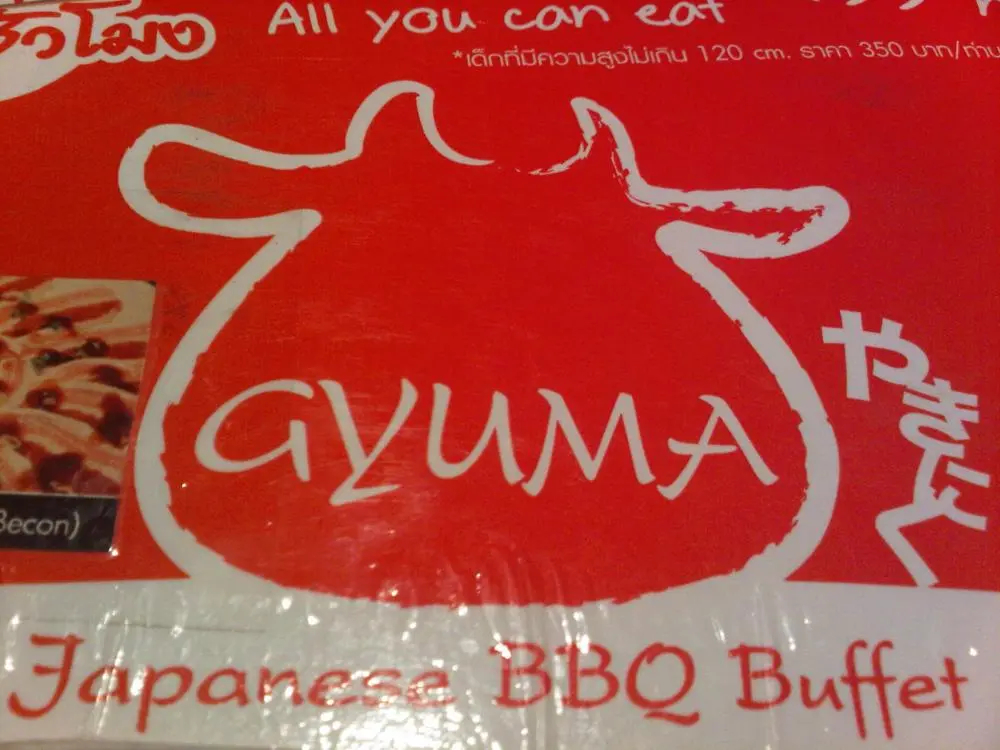 ชั่วโมง
All you can eat
*เด็กที่มีความสูงไม่เกิน 120 cm. ราคา 350 บาท/ท่าน
GYUMA
やきにく
Becon)
Japanese BBQ Buffet